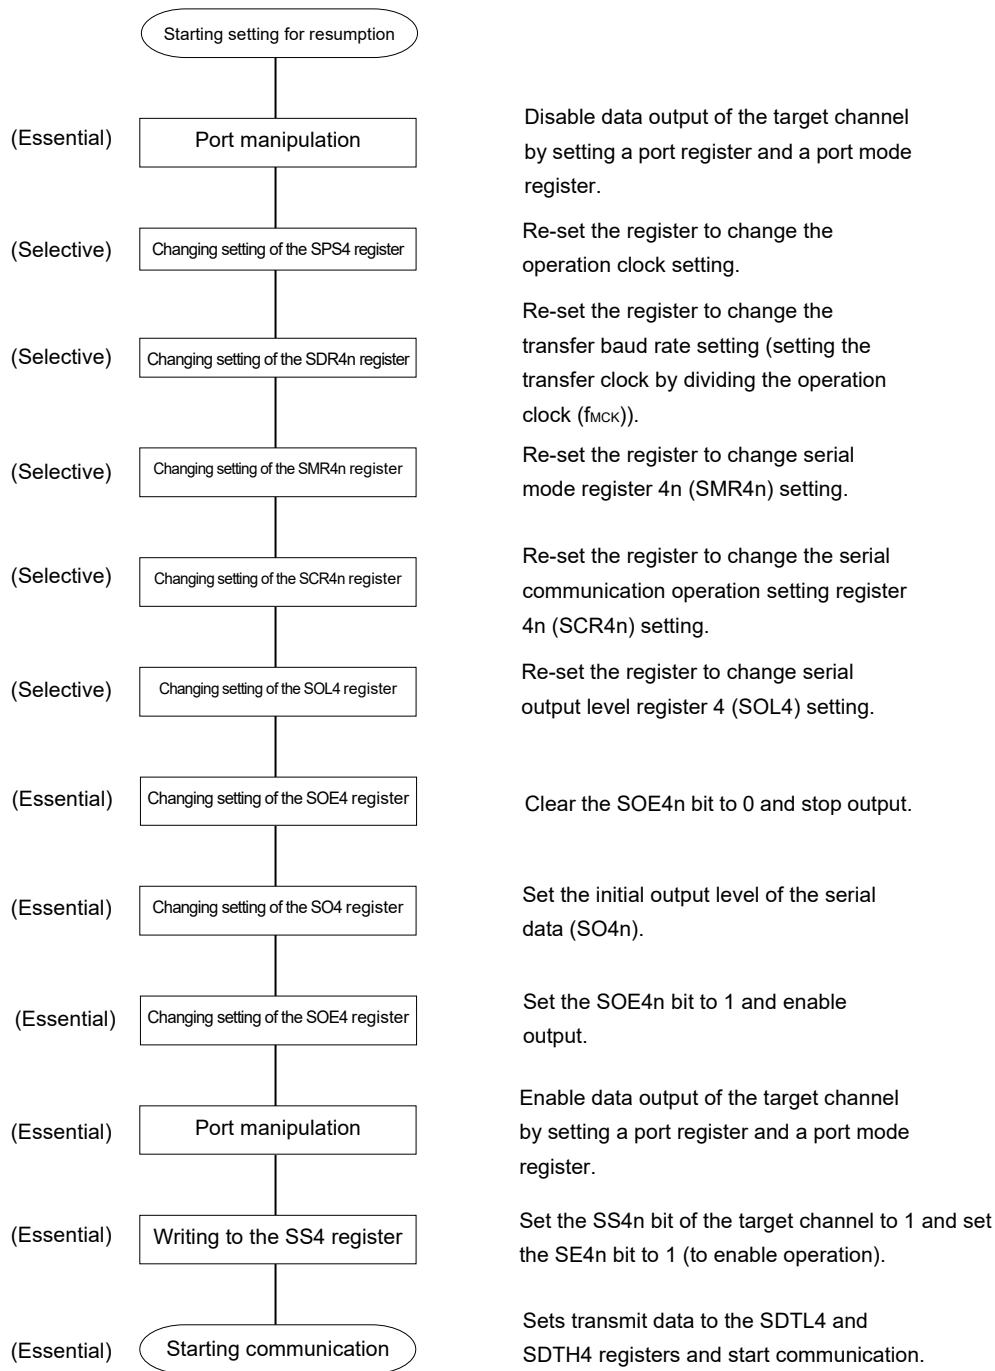 Starting setting for resumption
(Essential)
Port manipulation
Disable data output of the target channel
by setting a port register and a port mode
register.
(Selective)
Changing setting of the SPS4 register
Re-set the register to change the
operation clock setting.
(Selective)
Changing setting of the SDR4n register
Re-set the register to change the
transfer baud rate setting (setting the
transfer clock by dividing the operation
clock (fMCK)).
(Selective)
Changing setting of the SMR4n register
Re-set the register to change serial
mode register 4n (SMR4n) setting.
(Selective)
Changing setting of the SCR4n register
Re-set the register to change the serial
communication operation setting register
4n (SCR4n) setting.
(Selective)
Changing setting of the SOL4 register
Re-set the register to change serial
output level register 4 (SOL4) setting.
(Essential)
Changing setting of the SOE4 register
Clear the SOE4n bit to 0 and stop output.
(Essential)
Changing setting of the SO4 register
Set the initial output level of the serial
data (SO4n).
(Essential)
Changing setting of the SOE4 register
Set the SOE4n bit to 1 and enable
output.
(Essential)
Port manipulation
Enable data output of the target channel
by setting a port register and a port mode
register.
(Essential)
Writing to the SS4 register
Set the SS4n bit of the target channel to 1 and set
the SE4n bit to 1 (to enable operation).
(Essential)
Starting communication
Sets transmit data to the SDTL4 and
SDTH4 registers and start communication.